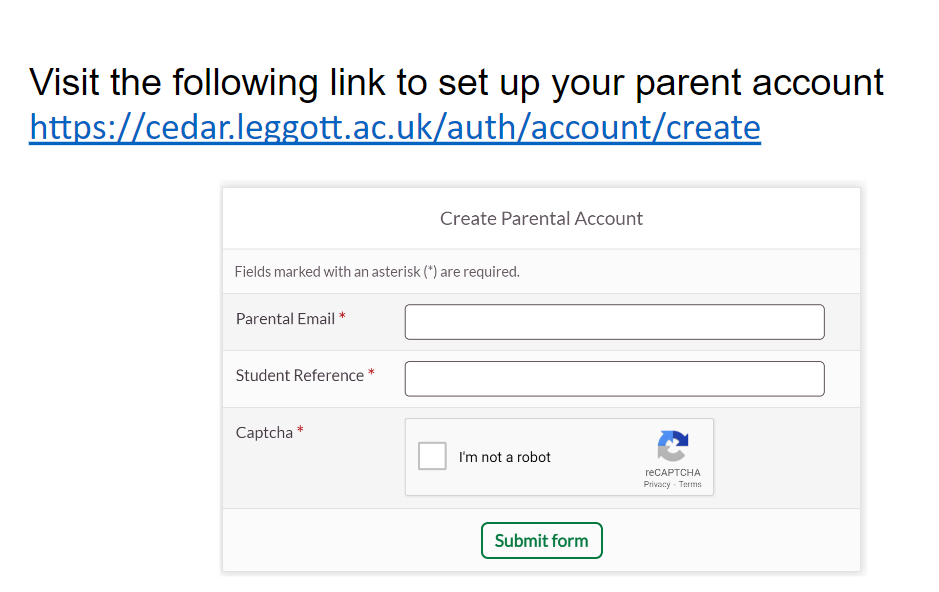 Visit the following link to set up your parent account
https://cedar.leggott.ac.uk/auth/account/create
Create Parental Account
Fields marked with an asterisk (*) are required.
Parental Email *
Student Reference *
Captcha *
I'm not a robot
reCAPTCHA
Privacy - Terms
Submit form